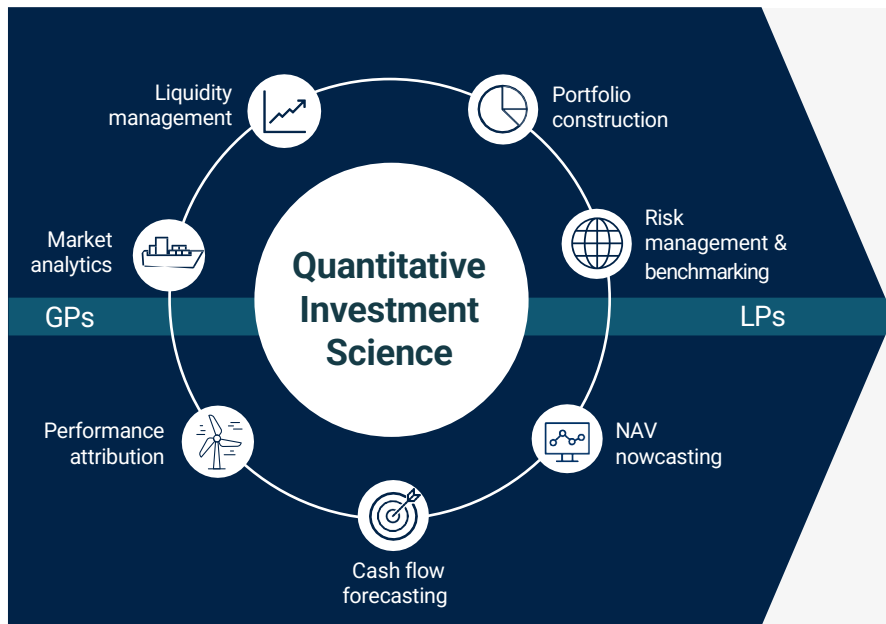 Liquidity
management
Portfolio
construction
Market
analytics
Risk
management &
benchmarking
Quantitative
Investment
Science
GPs
LPs
Performance
attribution
NAV
nowcasting
Cash flow
forecasting